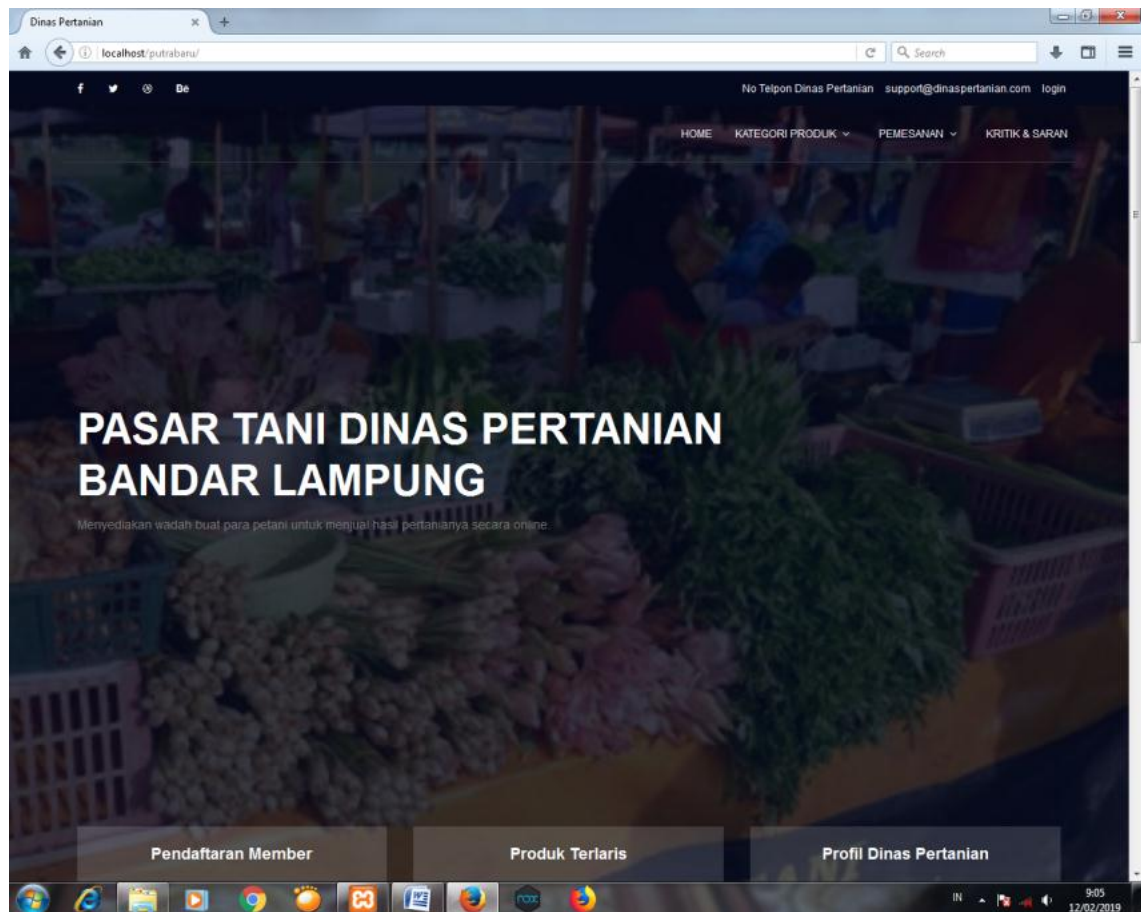 Dinas Pertanian
localhost/putrabaru/
Search
Be
No Telpon Dinas Pertanian support@dinaspertanian.com login
HOME KATEGORI PRODUK PEMESANAN KRITIK & SARAN
PASAR TANI DINAS PERTANIAN
BANDAR LAMPUNG
Menyediakan wadah buat para petani untuk menjual hasil pertanianya secara online.
Pendaftaran Member
Produk Terlaris
Profil Dinas Pertanian
IN
9:05
12/02/2019